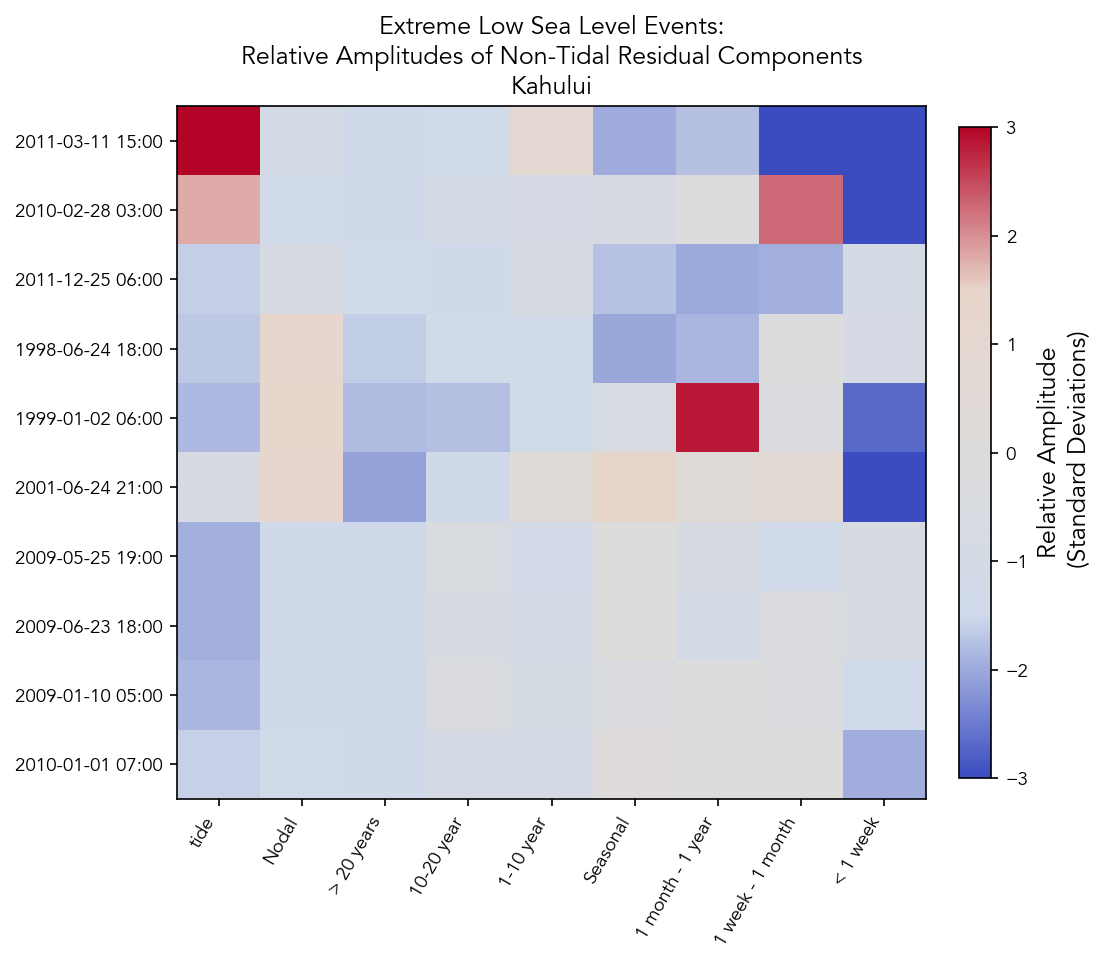 Extreme Low Sea Level Events:
Relative Amplitudes of Non-Tidal Residual Components
Kahului
2011-03-11 15:00
2010-02-28 03:00
2011-12-25 06:00
1998-06-24 18:00
1999-01-02 06:00
2001-06-24 21:00
2009-05-25 19:00
2009-06-23 18:00
2009-01-10 05:00
2010-01-01 07:00
tide
Nodal
> 20 years
10-20 year
1-10 year
Seasonal
1 month - 1 year
1 week - 1 month
< 1 week
3
2
1
0
−1
−2
−3
Relative Amplitude
(Standard Deviations)